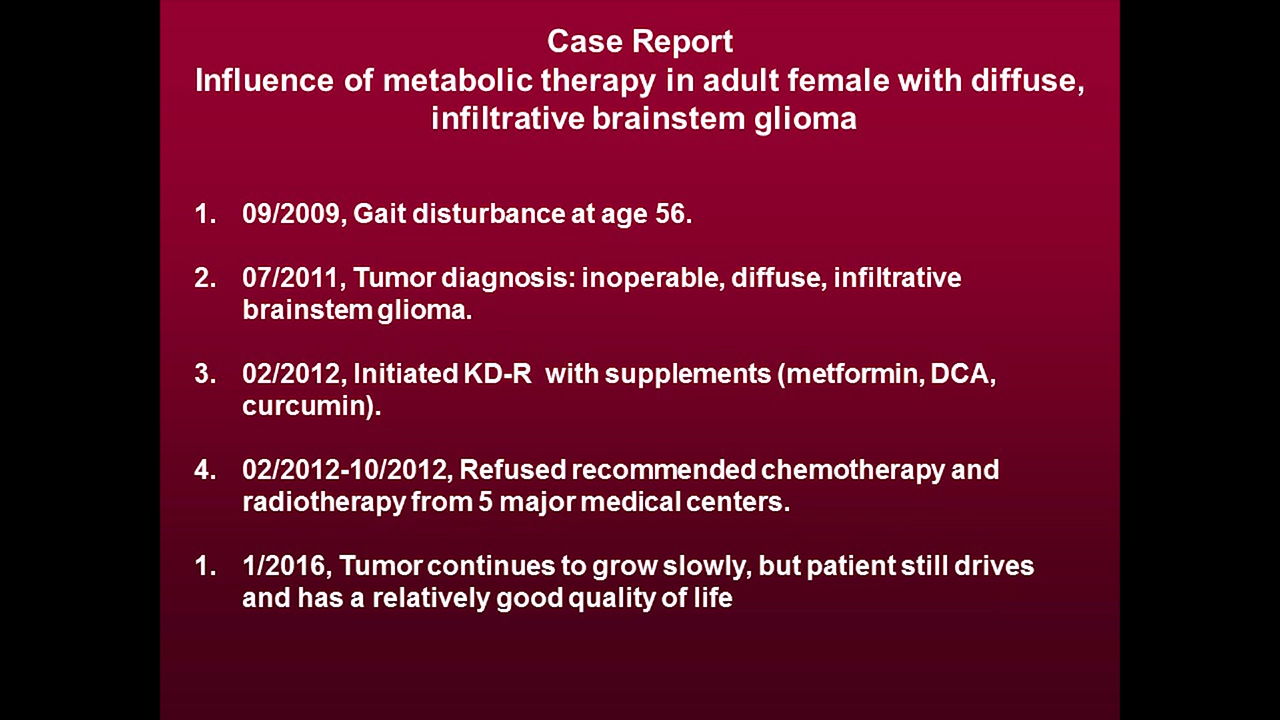 Case Report
Influence of metabolic therapy in adult female with diffuse,
infiltrative brainstem glioma
1. 09/2009, Gait disturbance at age 56.
2. 07/2011, Tumor diagnosis: inoperable, diffuse, infiltrative
brainstem glioma.
3. 02/2012, Initiated KD-R with supplements (metformin, DCA,
curcumin).
4. 02/2012-10/2012, Refused recommended chemotherapy and
radiotherapy from 5 major medical centers.
1. 1/2016, Tumor continues to grow slowly, but patient still drives
and has a relatively good quality of life